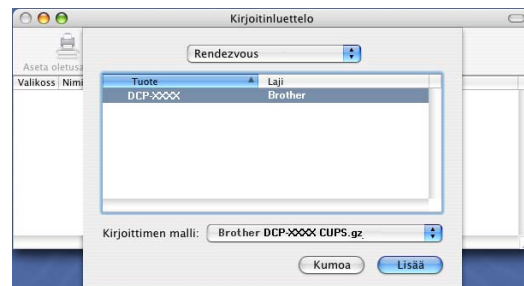 Kirjoitinluettelo
Rendezvous
Aseta oletusa
Valikoss Nimi
Tuote Laji
DCP-XXXX Brother
Kirjoittimen malli: Brother DCP-XXXX CUPS.gz
Kumoa Lisää